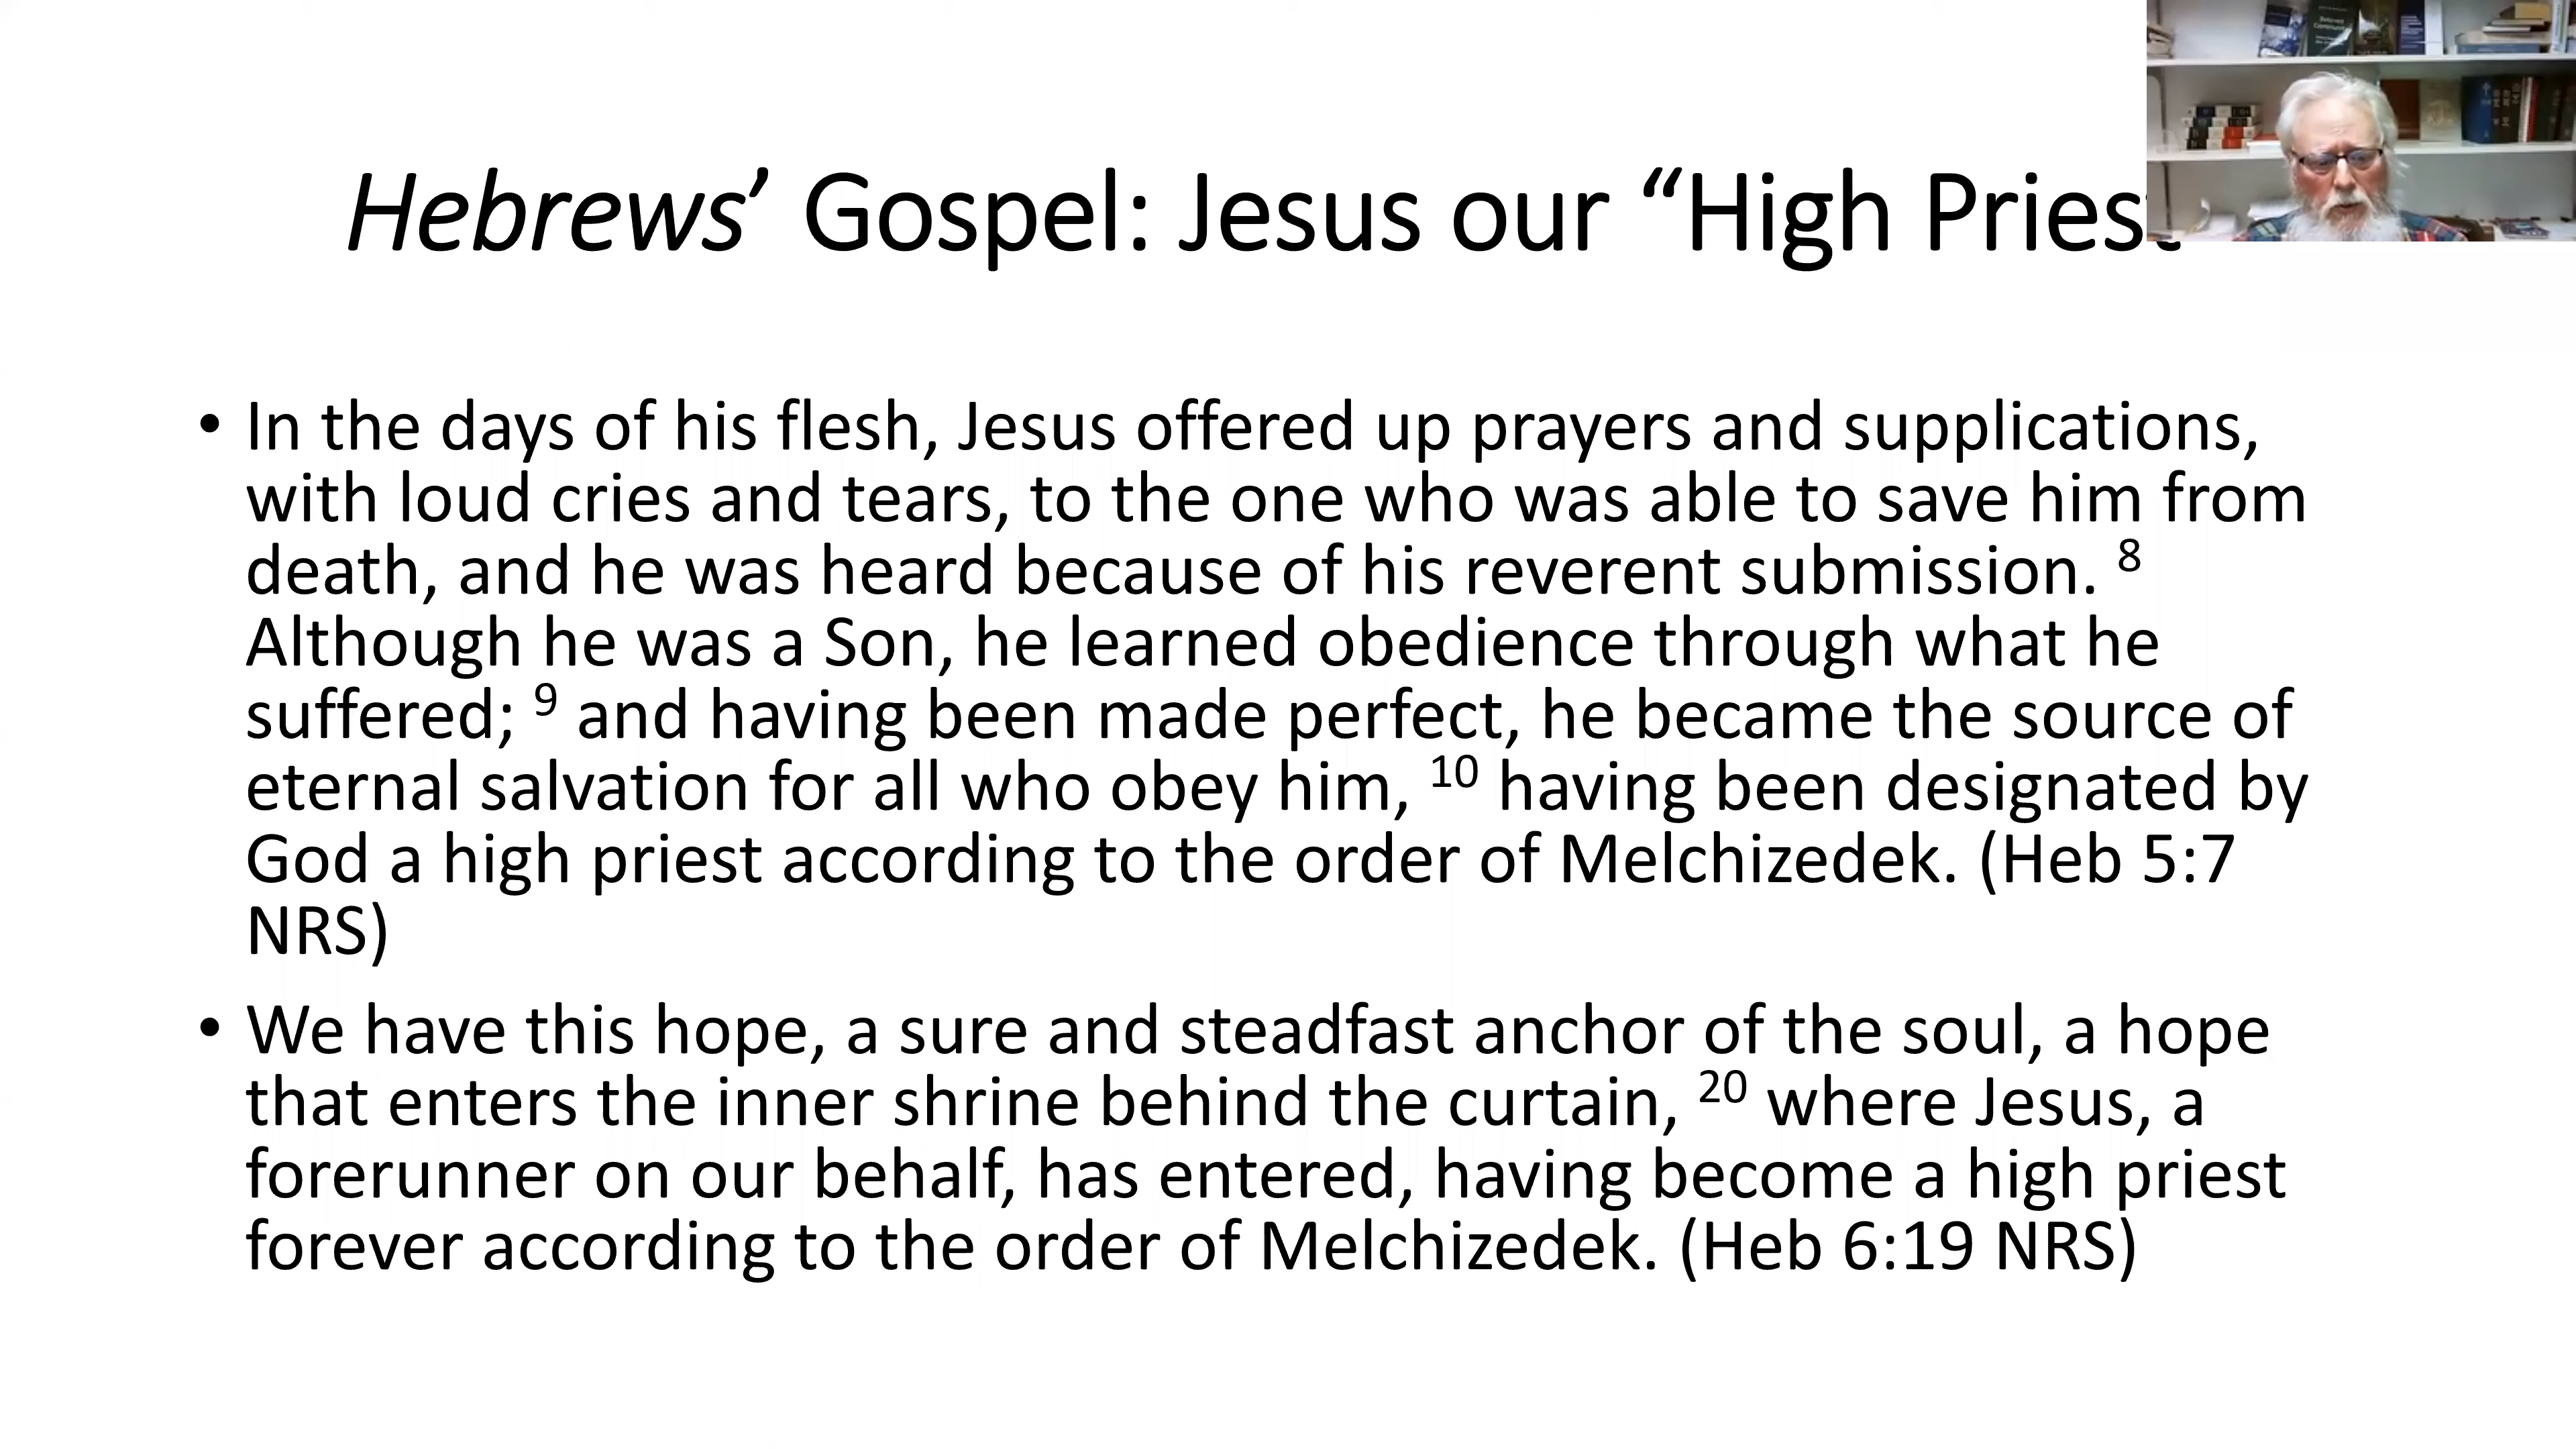 Hebrews’ Gospel: Jesus our “High Priest
• In the days of his flesh, Jesus offered up prayers and supplications,
with loud cries and tears, to the one who was able to save him from
death, and he was heard because of his reverent submission. 8
Although he was a Son, he learned obedience through what he
suffered; 9 and having been made perfect, he became the source of
eternal salvation for all who obey him, 10 having been designated by
God a high priest according to the order of Melchizedek. (Heb 5:7
NRS)
• We have this hope, a sure and steadfast anchor of the soul, a hope
that enters the inner shrine behind the curtain, 20 where Jesus, a
forerunner on our behalf, has entered, having become a high priest
forever according to the order of Melchizedek. (Heb 6:19 NRS)